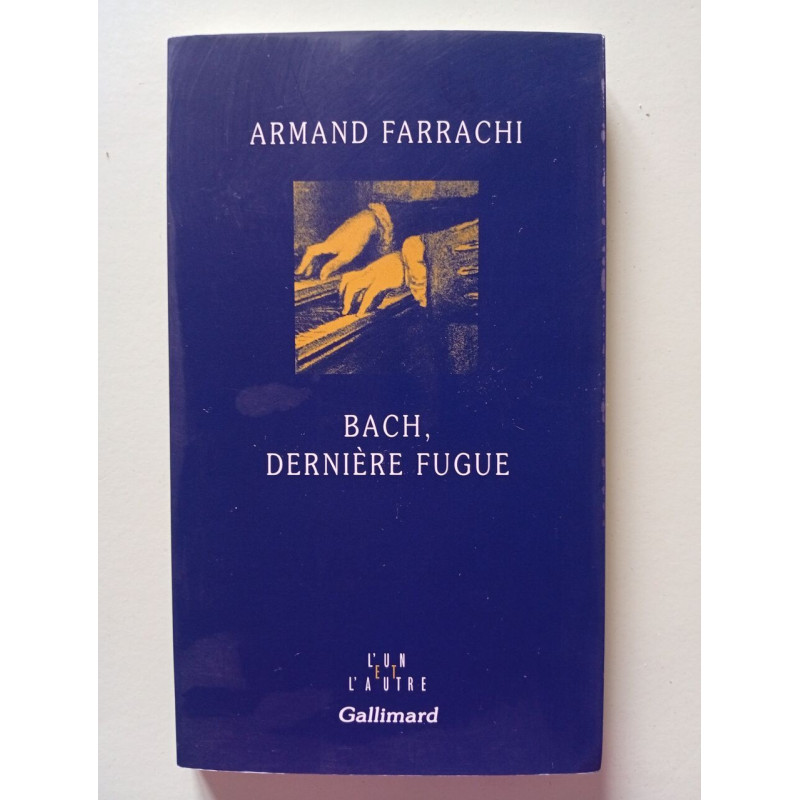 ARMAND FARRACHI
BACH,
DERNIÈRE FUGUE
L'UN
ET
L'AUTRE
Gallimard